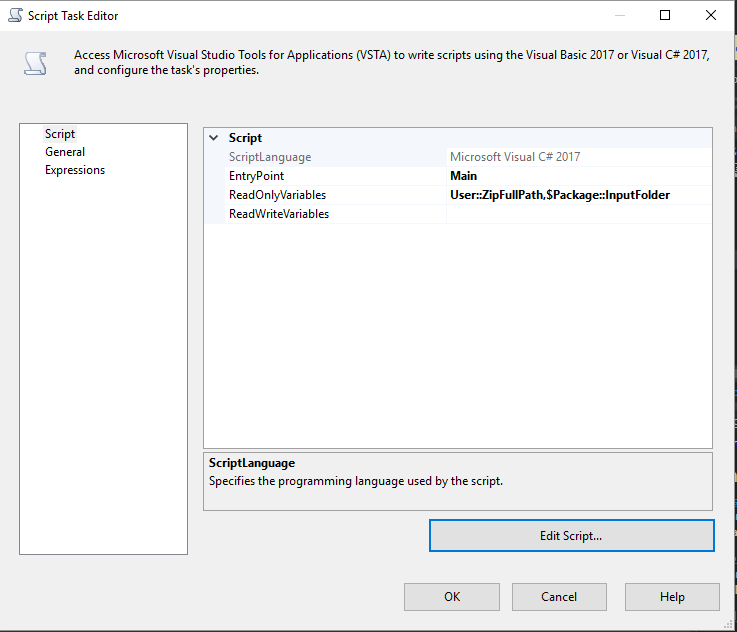 Script Task Editor
Access Microsoft Visual Studio Tools for Applications (VSTA) to write scripts using the Visual Basic 2017 or Visual C# 2017,
and configure the task's properties.
Script
General
Expressions
Script
ScriptLanguage Microsoft Visual C# 2017
EntryPoint Main
ReadOnlyVariables User::ZipFullPath,$Package::InputFolder
ReadWriteVariables
ScriptLanguage
Specifies the programming language used by the script.
Edit Script...
OK Cancel Help